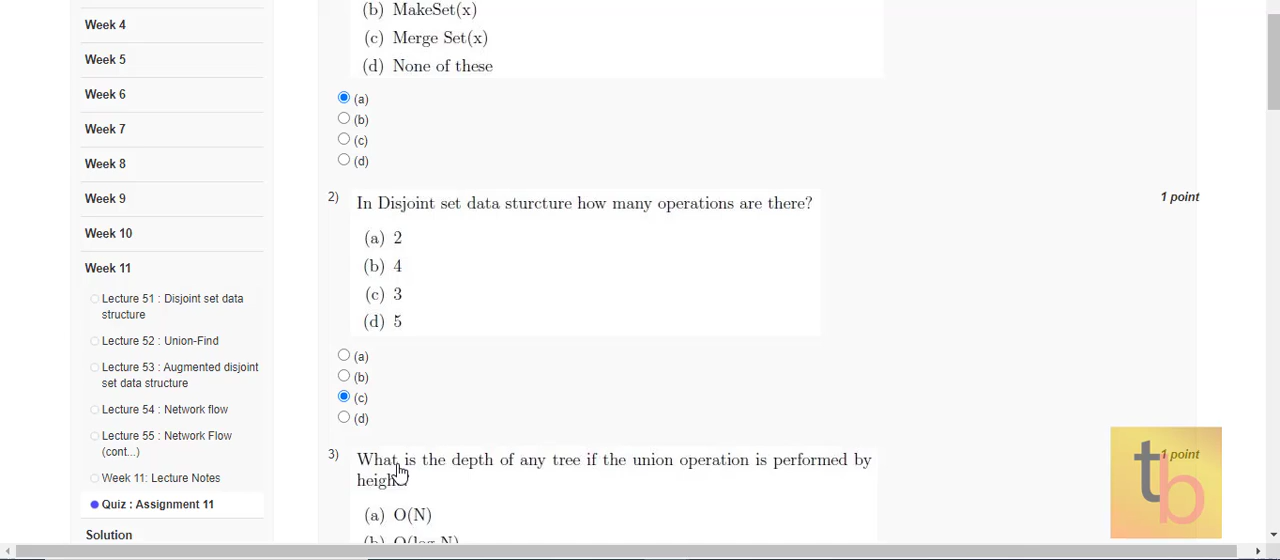 Week 4
Week 5
Week 6
Week 7
Week 8
Week 9
Week 10
Week 11
Lecture 51 : Disjoint set data
structure
Lecture 52 : Union-Find
Lecture 53 : Augmented disjoint
set data structure
Lecture 54 : Network flow
Lecture 55 : Network Flow
(cont...)
Week 11: Lecture Notes
Quiz : Assignment 11
Solution
(b) MakeSet(x)
(c) Merge Set(x)
(d) None of these
(a)
(b)
(c)
(d)
2) In Disjoint set data sturcture how many operations are there?
1 point
(a) 2
(b) 4
(c) 3
(d) 5
(a)
(b)
(c)
(d)
3) What is the depth of any tree if the union operation is performed by
1 point
(a) O(N)
(b) O(log N)
tb